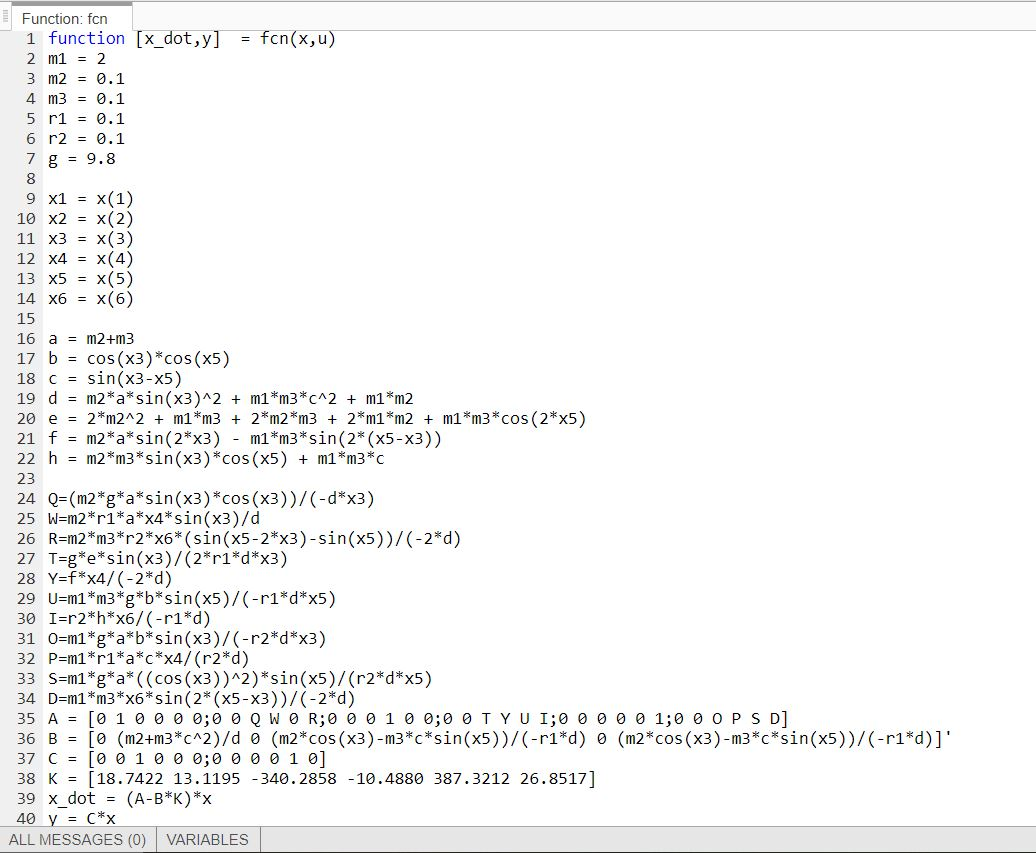 Function: fcn
1 function [x_dot,y]  = fcn(x,u)
2 m1 = 2
3 m2 = 0.1
4 m3 = 0.1
5 r1 = 0.1
6 r2 = 0.1
7 g = 9.8
8
9 x1 = x(1)
10 x2 = x(2)
11 x3 = x(3)
12 x4 = x(4)
13 x5 = x(5)
14 x6 = x(6)
15
16 a = m2+m3
17 b = cos(x3)*cos(x5)
18 c = sin(x3-x5)
19 d = m2*a*sin(x3)^2 + m1*m3*c^2 + m1*m2
20 e = 2*m2^2 + m1*m3 + 2*m2*m3 + 2*m1*m2 + m1*m3*cos(2*x5)
21 f = m2*a*sin(2*x3) - m1*m3*sin(2*(x5-x3))
22 h = m2*m3*sin(x3)*cos(x5) + m1*m3*c
23
24 Q=(m2*g*a*sin(x3)*cos(x3))/(-d*x3)
25 W=m2*r1*a*x4*sin(x3)/d
26 R=m2*m3*r2*x6*(sin(x5-2*x3)-sin(x5))/(-2*d)
27 T=g*e*sin(x3)/(2*r1*d*x3)
28 Y=f*x4/(-2*d)
29 U=m1*m3*g*b*sin(x5)/(-r1*d*x5)
30 I=r2*h*x6/(-r1*d)
31 O=m1*g*a*b*sin(x3)/(-r2*d*x3)
32 P=m1*r1*a*c*x4/(r2*d)
33 S=m1*g*a*((cos(x3))^2)*sin(x5)/(r2*d*x5)
34 D=m1*m3*x6*sin(2*(x5-x3))/(-2*d)
35 A = [0 1 0 0 0 0;0 0 Q W 0 R;0 0 0 1 0 0;0 0 T Y U I;0 0 0 0 0 1;0 0 O P S D]
36 B = [0 (m2+m3*c^2)/d 0 (m2*cos(x3)-m3*c*sin(x5))/(-r1*d) 0 (m2*cos(x3)-m3*c*sin(x5))/(-r1*d)]'
37 C = [0 0 1 0 0 0;0 0 0 0 1 0]
38 K = [18.7422 13.1195 -340.2858 -10.4880 387.3212 26.8517]
39 x_dot = (A-B*K)*x
40 y = C*x
ALL MESSAGES (0) VARIABLES